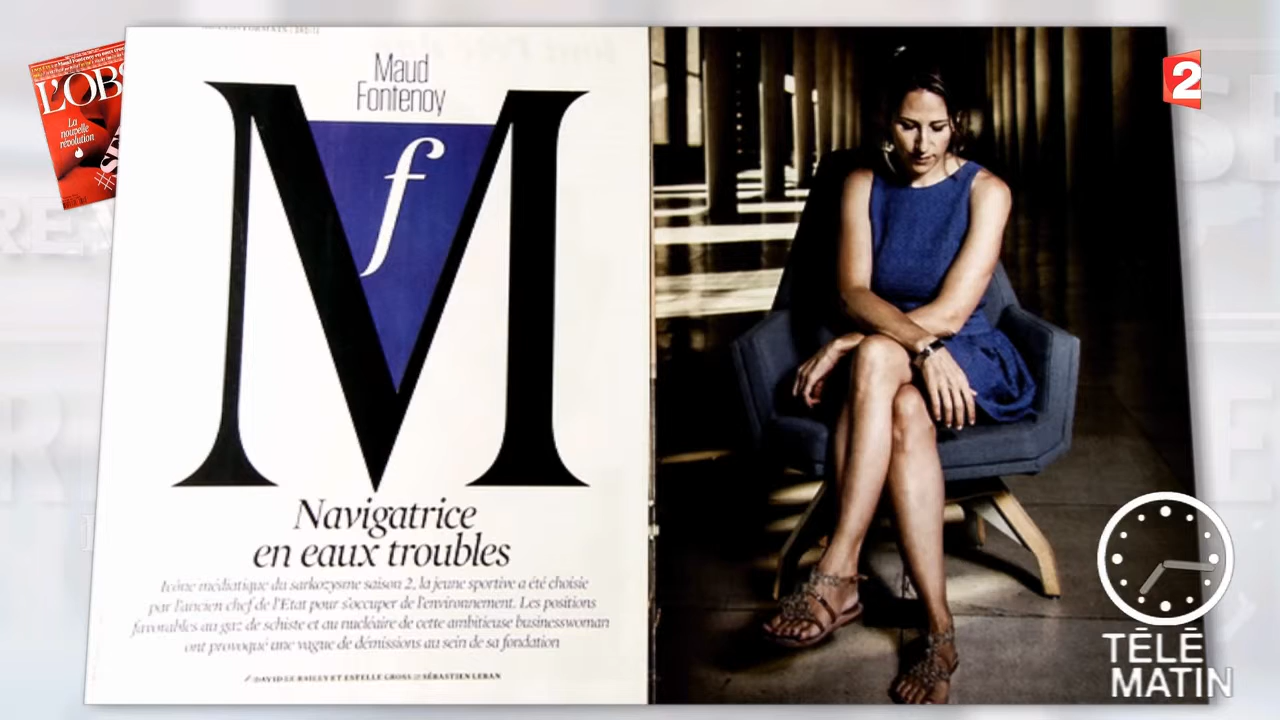 L'OBS
La
nouvelle
révolution
Maud
Fontenoy
M
f
Navigatrice
en eaux troubles
Icône médiatique du sarkozysme saison 2, la jeune sportive a été choisie
par l'ancien chef de l'Etat pour s'occuper de l'environnement. Les positions
favorables au gaz de schiste et au nucléaire de cette ambitieuse businesswoman
ont provoqué une vague de démissions au sein de sa fondation
DAVID LE BAILLY ET ESTELLE GROSS SÉBASTIEN LEBAN
2
TÉLÉ
MATIN